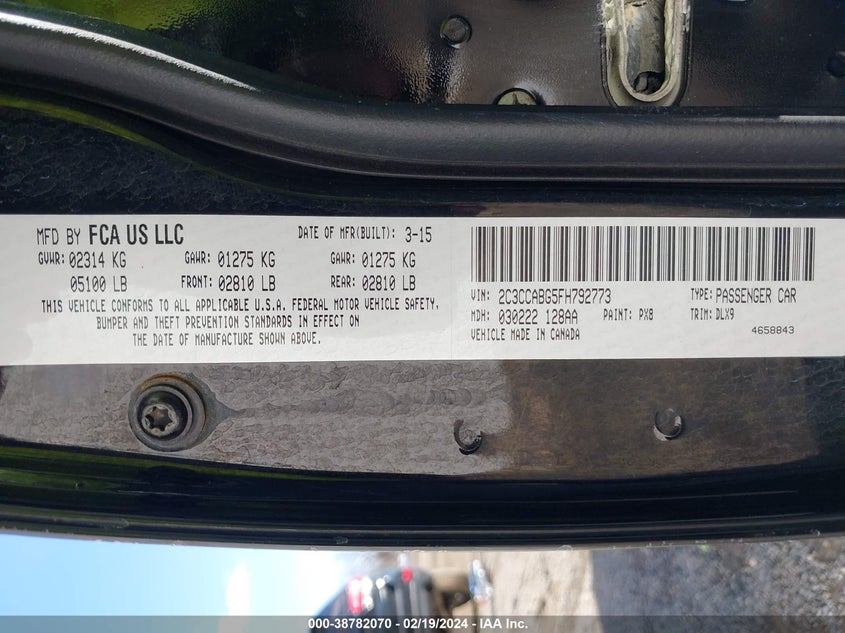 MFD BY FCA US LLC DATE OF MFR(BUILT): 3-15
GVWR: 02314 KG GAWR: 01275 KG GAWR: 01275 KG
05100 LB FRONT: 02810 LB REAR: 02810 LB
THIS VEHICLE CONFORMS TO ALL APPLICABLE U.S.A. FEDERAL MOTOR VEHICLE SAFETY,
BUMPER AND THEFT PREVENTION STANDARDS IN EFFECT ON
THE DATE OF MANUFACTURE SHOWN ABOVE.
VIN: 2C3CCABG5FH792773 TYPE: PASSENGER CAR
MDH: 030222 128AA PAINT: PX8 TRIM: DLX9
VEHICLE MADE IN CANADA 4658843
000-38782070 - 02/19/2024 - IAA, Inc.